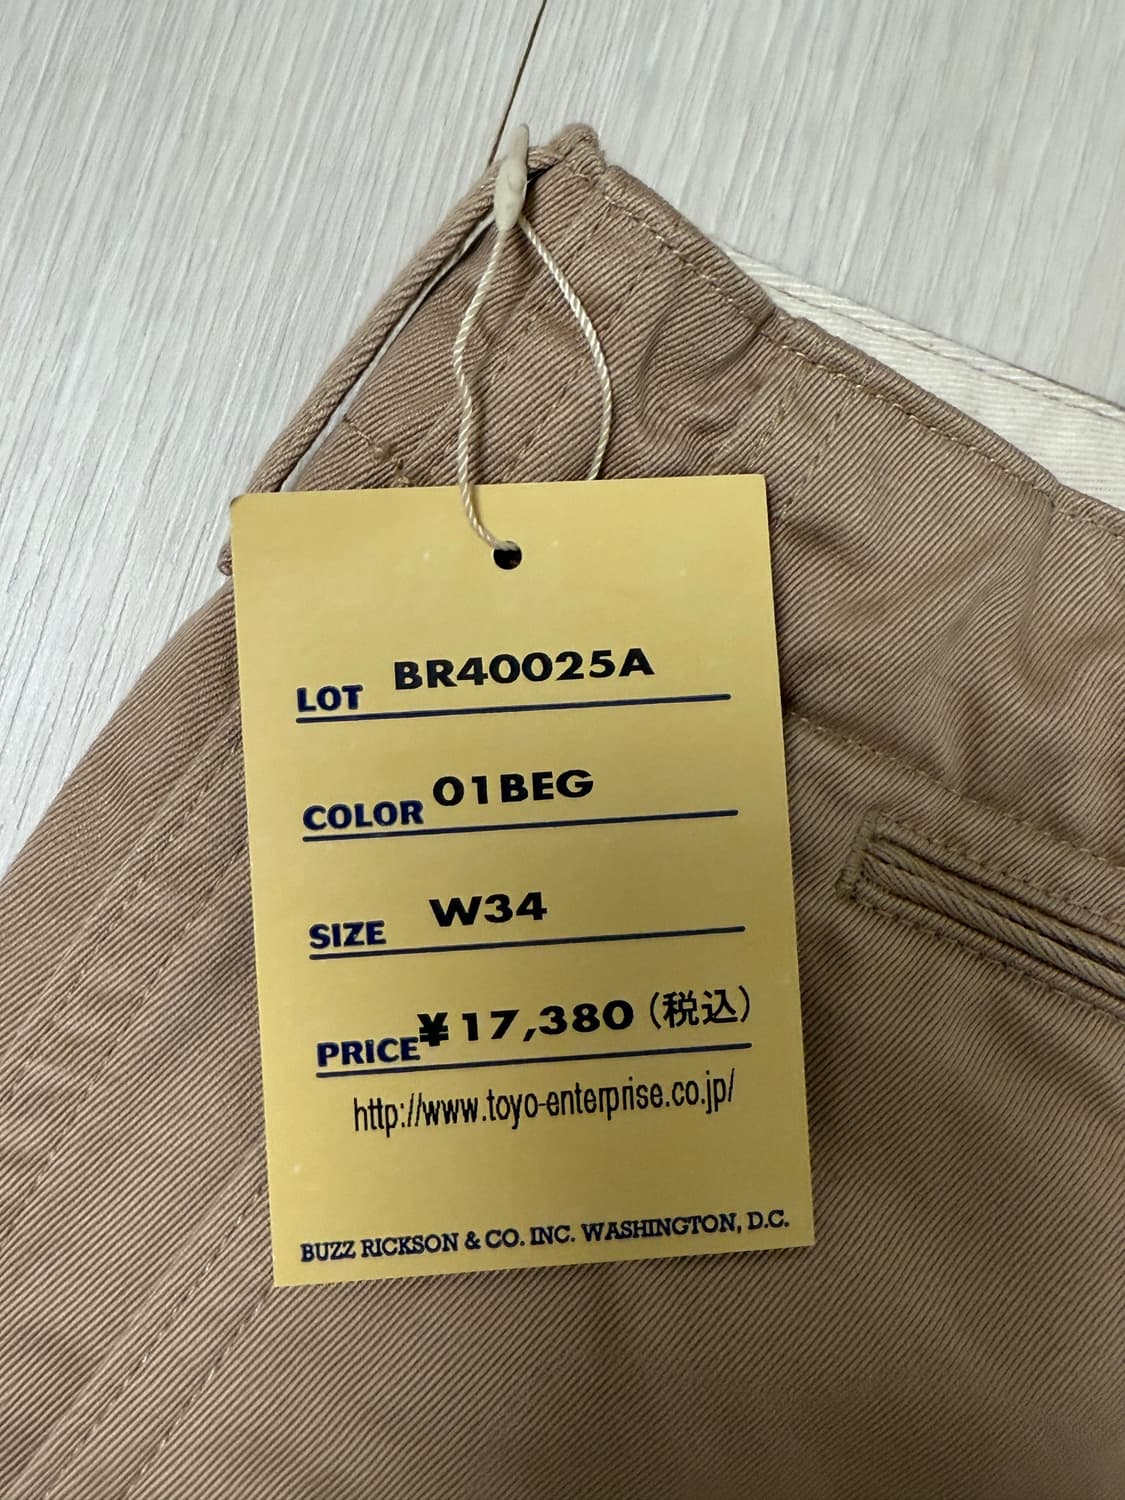 LOT BR40025A
COLOR 01BEG
SIZE W34
PRICE ¥17,380(税込)
http://www.toyo-enterprise.co.jp/
BUZZ RICKSON & CO. INC. WASHINGTON, D.C.